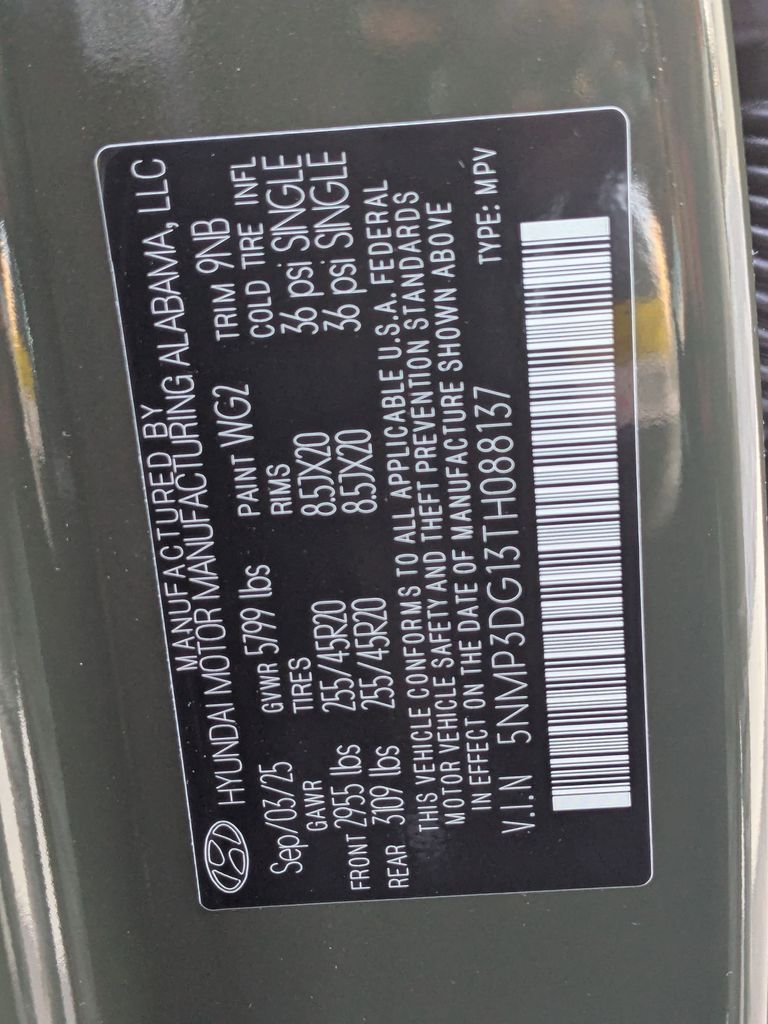 MANUFACTURED BY
HYUNDAI MOTOR MANUFACTURING ALABAMA, LLC
Sep/03/25 GVWR 5799 lbs PAINT WG2 TRIM 9NB
GAWR TIRES RIMS COLD TIRE INFL
FRONT 2955 lbs 255/45R20 8.5JX20 36 psi SINGLE
REAR 3109 lbs 255/45R20 8.5JX20 36 psi SINGLE
THIS VEHICLE CONFORMS TO ALL APPLICABLE U.S.A. FEDERAL
MOTOR VEHICLE SAFETY AND THEFT PREVENTION STANDARDS
IN EFFECT ON THE DATE OF MANUFACTURE SHOWN ABOVE
V.I.N 5NMP3DG13TH088137 TYPE: MPV